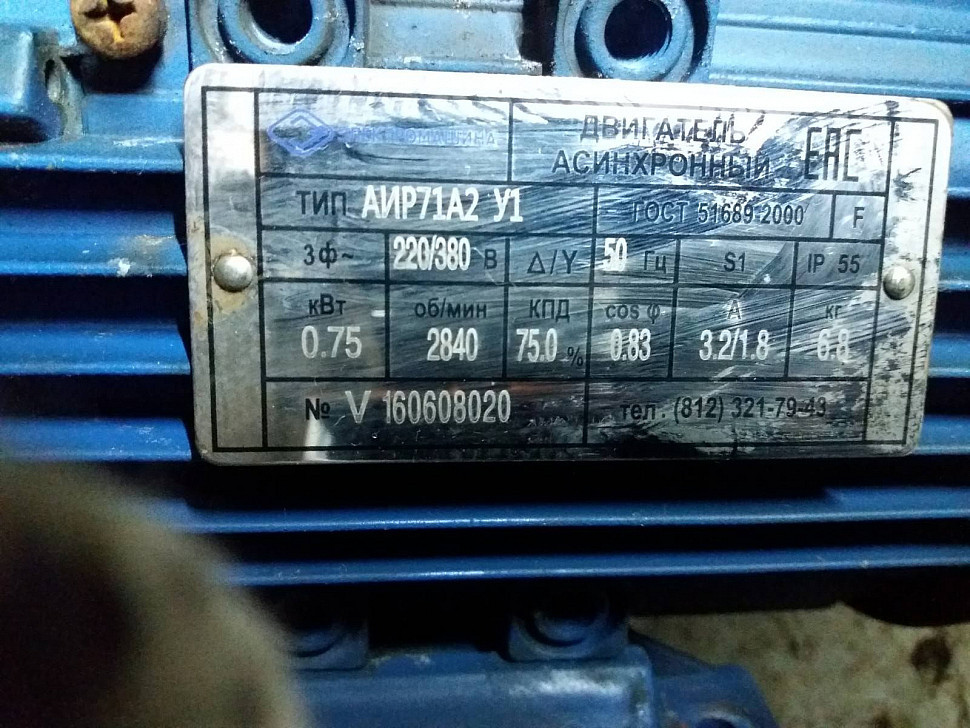 ДВИГАТЕЛЬ
АСИНХРОННЫЙ EAC
ТИП АИР71А2 У1 ГОСТ 51689-2000 F
3ф~ 220/380 В Δ/Y 50 Гц S1 IP 55
кВт об/мин КПД cos φ А кг
0.75 2840 75.0 % 0.83 3.2/1.8 6.8
№ V 160608020 тел. (812) 321-79-43